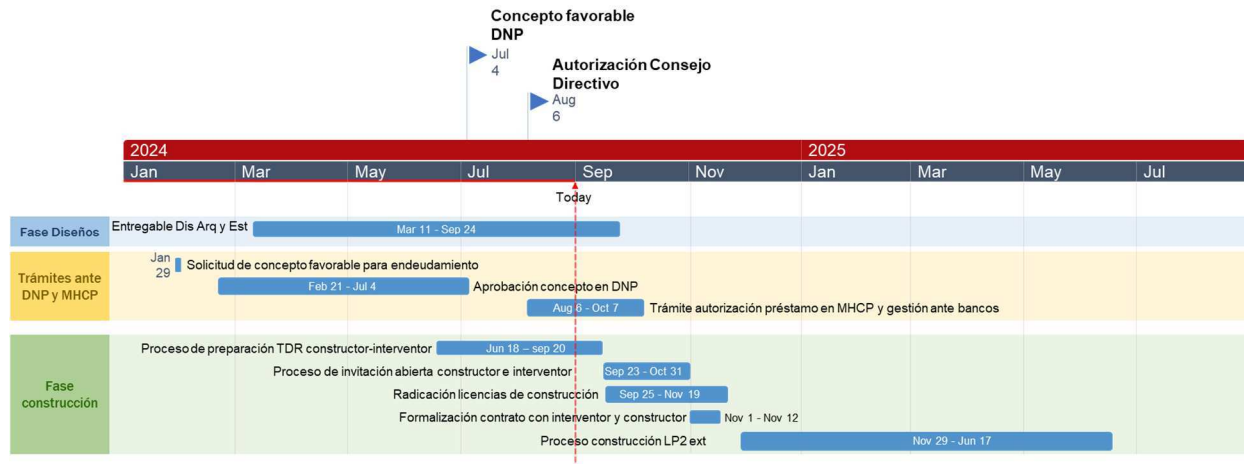 Concepto favorable
DNP
Jul
4
Autorización Consejo
Directivo
Aug
6
2024 2025
Jan Mar May Jul Sep Nov Jan Mar May Jul
Today
Fase Diseños
Entregable Dis Arq y Est
Mar 11 - Sep 24
Trámites ante
DNP y MHCP
Jan
29
Solicitud de concepto favorable para endeudamiento
Feb 21 - Jul 4
Aprobación concepto en DNP
Aug 6 - Oct 7
Trámite autorización préstamo en MHCP y gestión ante bancos
Fase
construcción
Proceso de preparación TDR constructor-interventor
Jun 18 – sep 20
Proceso de invitación abierta constructor e interventor
Sep 23 - Oct 31
Radicación licencias de construcción
Sep 25 - Nov 19
Formalización contrato con interventor y constructor
Nov 1 - Nov 12
Proceso construcción LP2 ext
Nov 29 - Jun 17